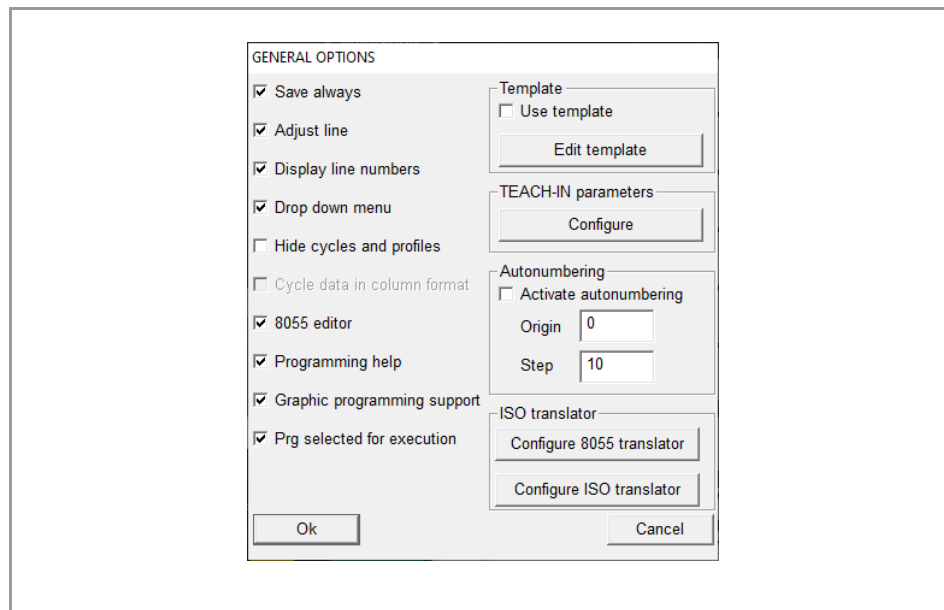 GENERAL OPTIONS
Save always
Adjust line
Display line numbers
Drop down menu
Hide cycles and profiles
Cycle data in column format
8055 editor
Programming help
Graphic programming support
Prg selected for execution
Template
Use template
Edit template
TEACH-IN parameters
Configure
Autonumbering
Activate autonumbering
Origin 0
Step 10
ISO translator
Configure 8055 translator
Configure ISO translator
Ok
Cancel